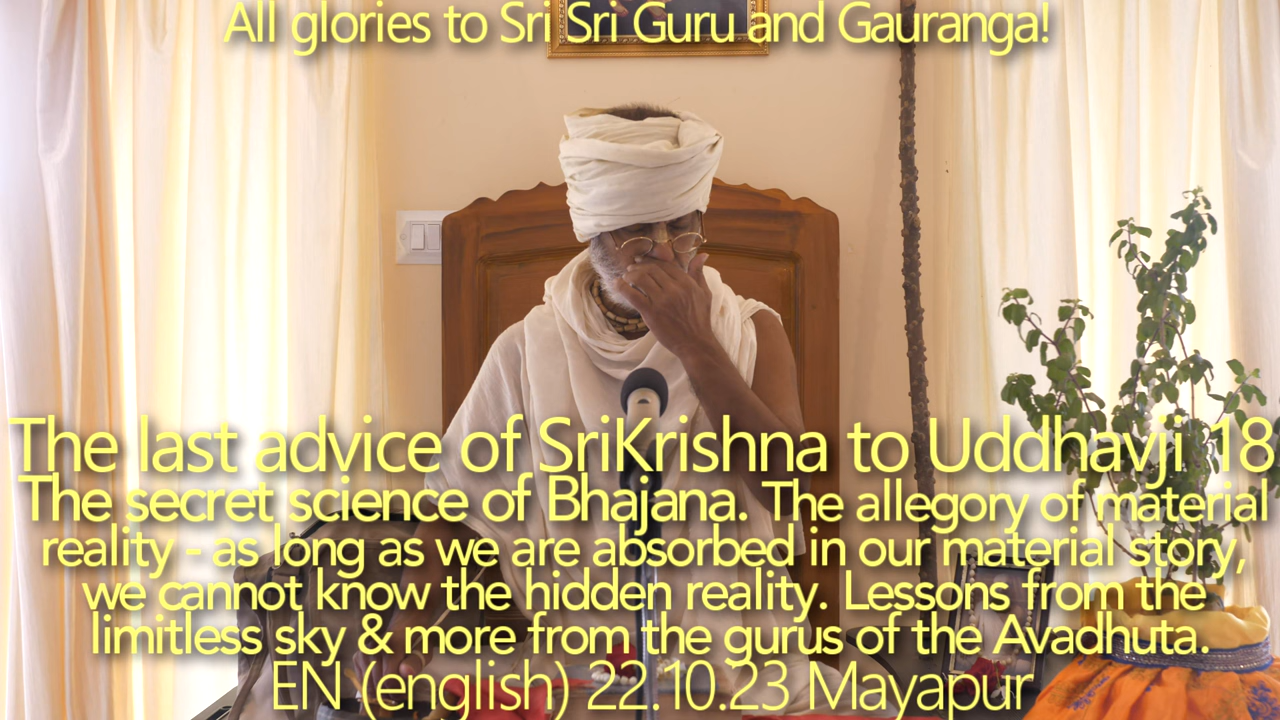 All glories to Sri Sri Guru and Gauranga!
The last advice of SriKrishna to Uddhavji 18
The secret science of Bhajana. The allegory of material
reality - as long as we are absorbed in our material story,
we cannot know the hidden reality. Lessons from the
limitless sky & more from the gurus of the Avadhuta.
EN (english) 22.10.23 Mayapur